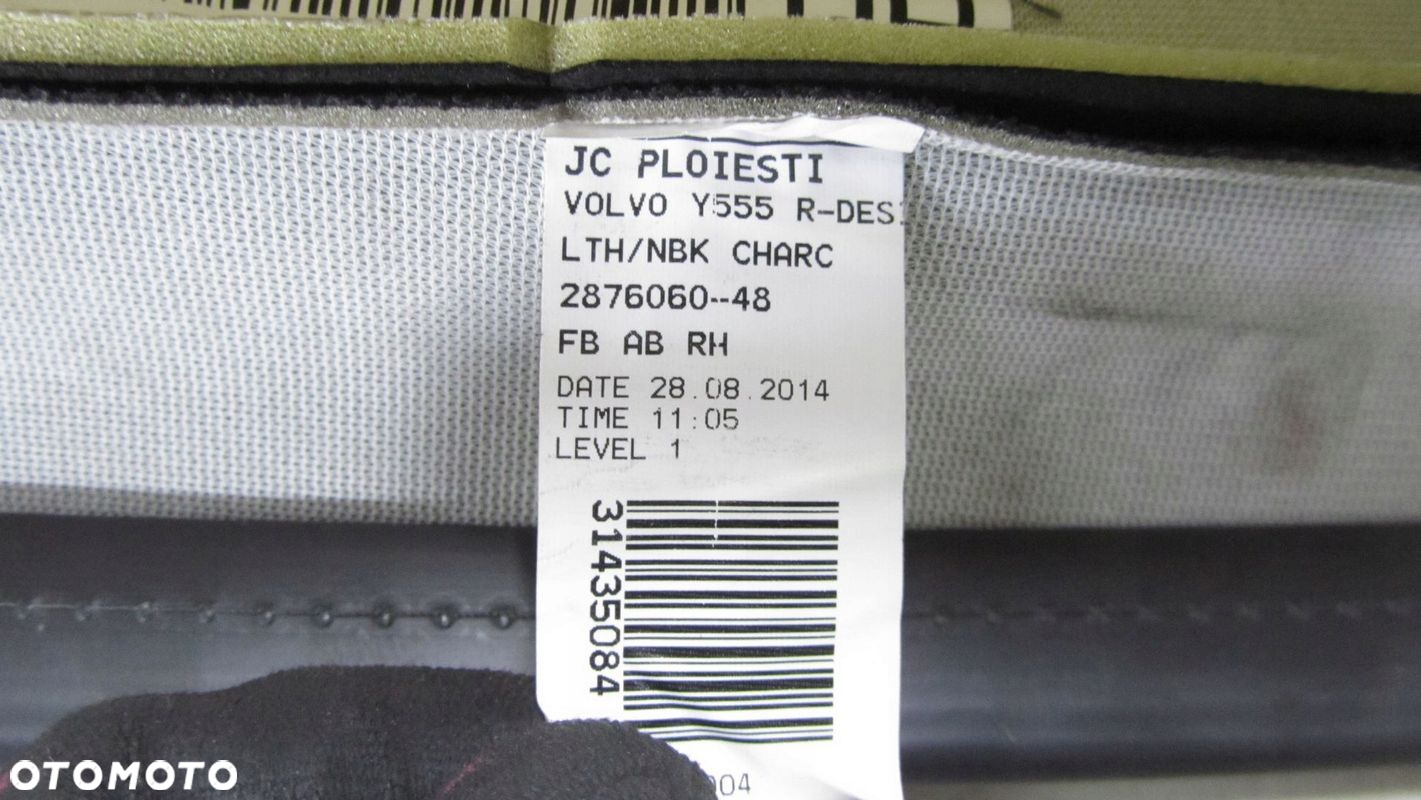 JC PLOIESTI
VOLVO Y555 R-DES
LTH/NBK CHARC
2876060--48
FB AB RH
DATE 28.08.2014
TIME 11:05
LEVEL 1
31435084
004
OTOMOTO